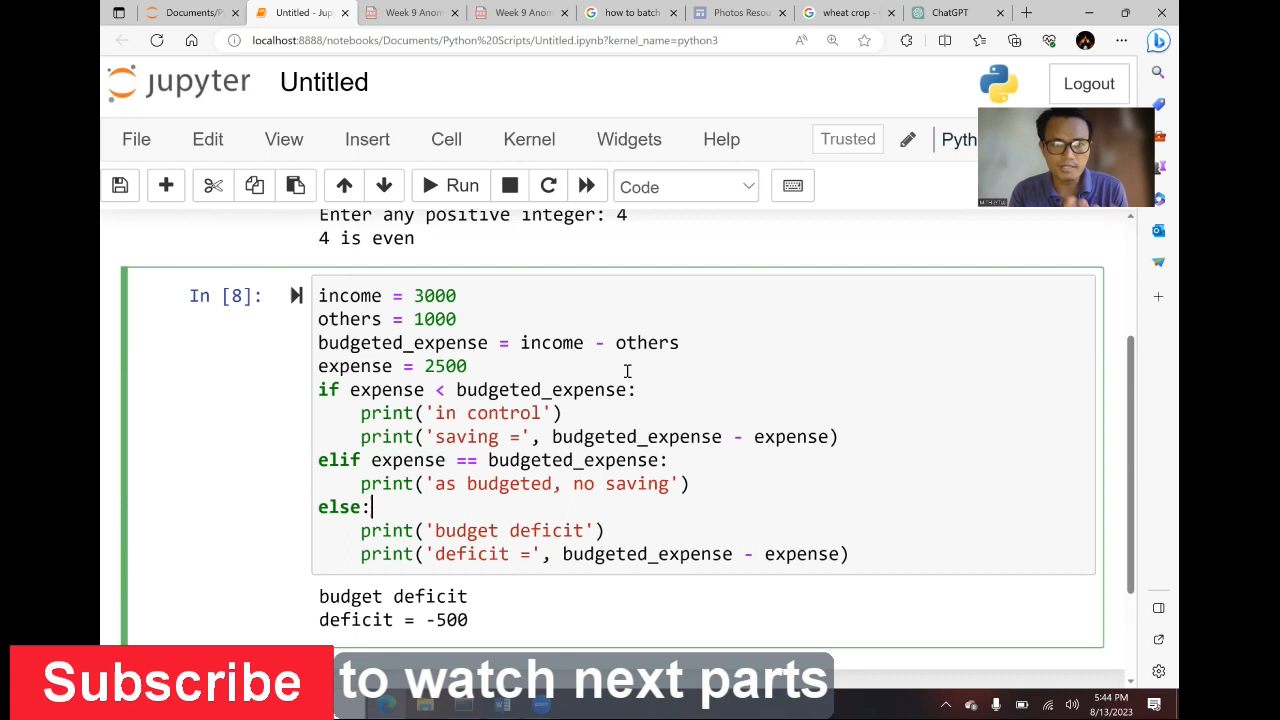 Documents/P
Untitled - Jup
Week 9 Anom
Week 9 Anom
how to batch
Photos Resou
wheat crop -
ChatGPT
localhost:8888/notebooks/Documents/Python%20Scripts/Untitled.ipynb?kernel_name=python3
jupyter Untitled
Logout
File Edit View Insert Cell Kernel Widgets Help
Trusted
Pyth
Run
Code
Enter any positive integer: 4
4 is even
In [8]:
income = 3000
others = 1000
budgeted_expense = income - others
expense = 2500
if expense < budgeted_expense:
    print('in control')
    print('saving =', budgeted_expense - expense)
elif expense == budgeted_expense:
    print('as budgeted, no saving')
else:
    print('budget deficit')
    print('deficit =', budgeted_expense - expense)
budget deficit
deficit = -500
Subscribe to watch next parts
5:44 PM
8/13/2023